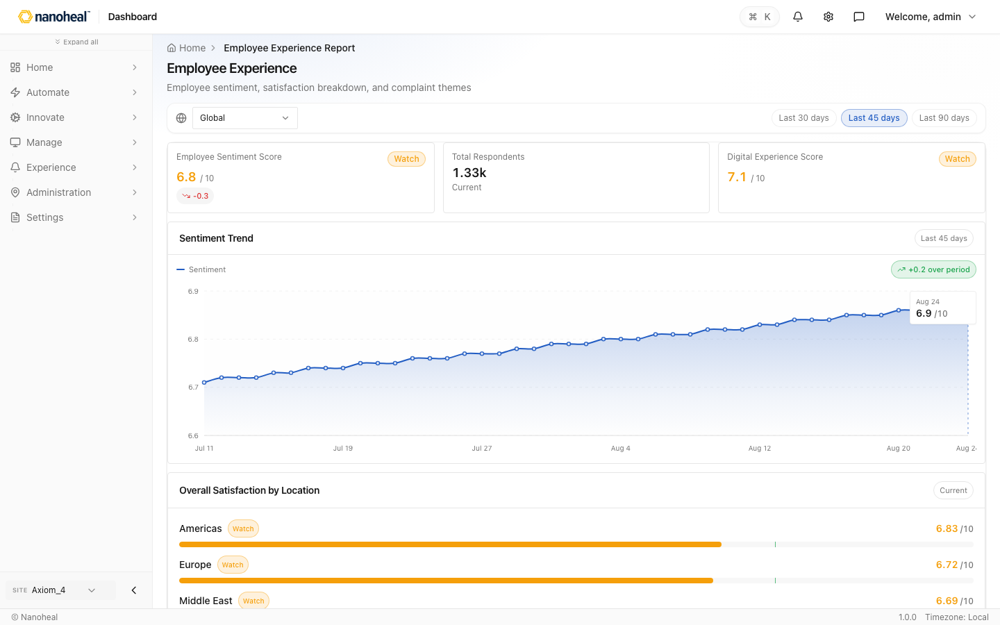 nanoheal™
Dashboard
⌘ K
Welcome, admin
Expand all
Home
Automate
Innovate
Manage
Experience
Administration
Settings
SITE Axiom_4
Home
Employee Experience Report
Employee Experience
Employee sentiment, satisfaction breakdown, and complaint themes
Global
Last 30 days
Last 45 days
Last 90 days
Employee Sentiment Score
Watch
6.8 / 10
-0.3
Total Respondents
1.33k
Current
Digital Experience Score
Watch
7.1 / 10
Sentiment Trend
Last 45 days
Sentiment
+0.2 over period
6.9
6.8
6.7
6.6
Aug 24
6.9 /10
Jul 11
Jul 19
Jul 27
Aug 4
Aug 12
Aug 20
Aug 2
Overall Satisfaction by Location
Current
Americas
Watch
6.83 /10
Europe
Watch
6.72 /10
Middle East
Watch
6.69 /10
© Nanoheal
1.0.0
Timezone: Local